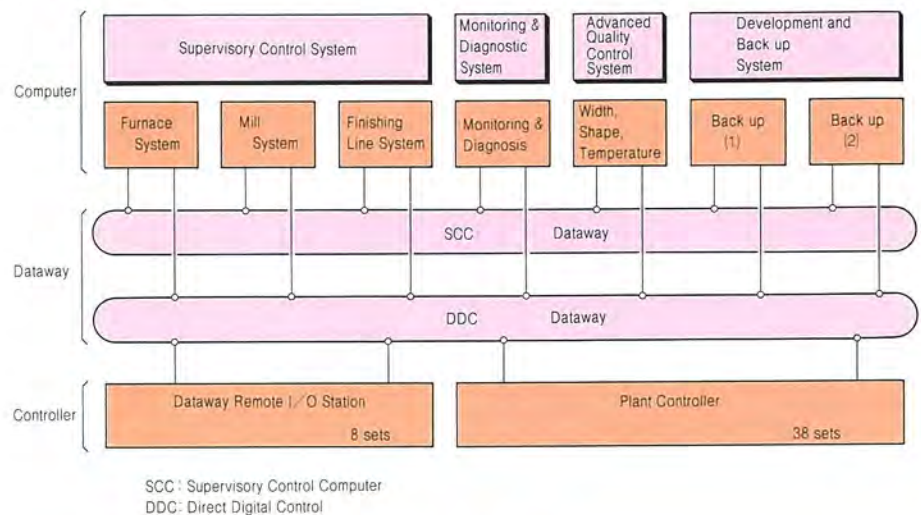 Supervisory Control System
Monitoring &
Diagnostic
System
Advanced
Quality
Control
System
Development and
Back up
System
Computer
Furnace
System
Mill
System
Finishing
Line System
Monitoring &
Diagnosis
Width,
Shape,
Temperature
Back up
(1)
Back up
(2)
SCC Dataway
Dataway
DDC Dataway
Controller
Dataway Remote I/O Station
8 sets
Plant Controller
38 sets
SCC: Supervisory Control Computer
DDC: Direct Digital Control